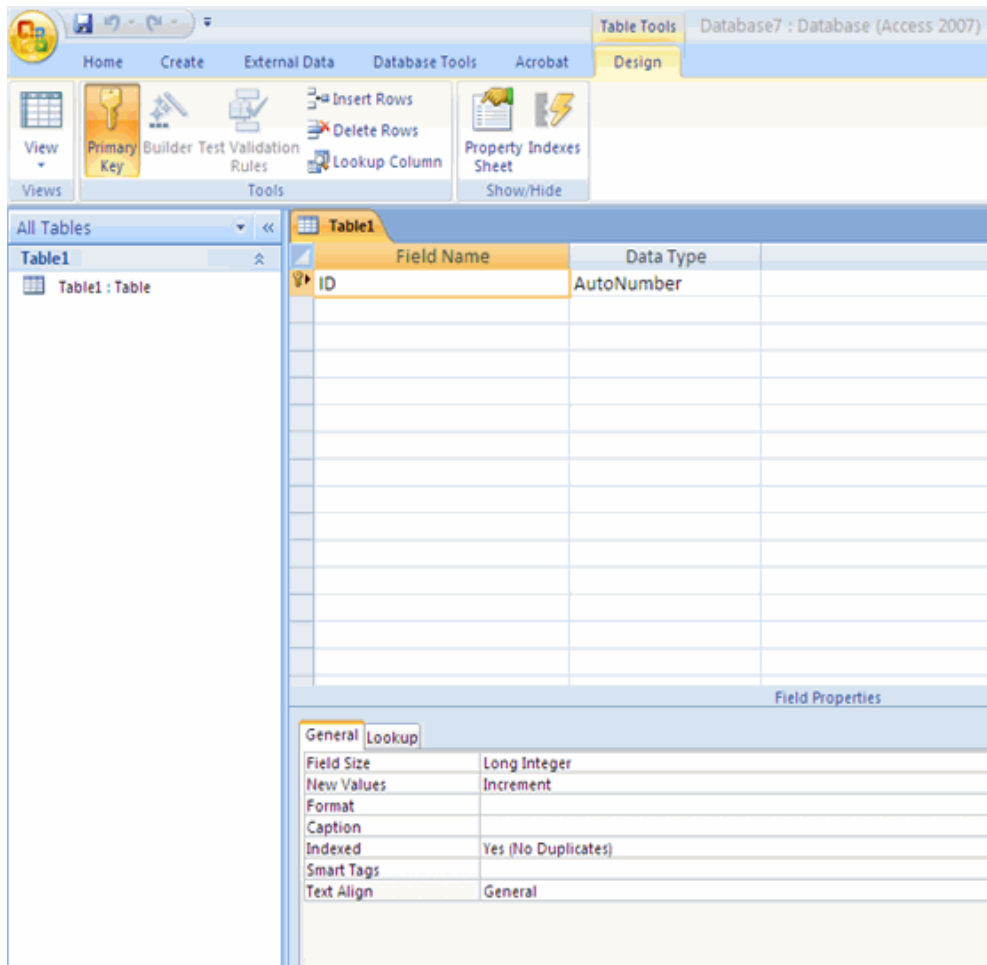 Table Tools Database7 : Database (Access 2007)
Home Create External Data Database Tools Acrobat Design
View
Primary Key
Builder
Test Validation Rules
Insert Rows
Delete Rows
Lookup Column
Property Sheet
Indexes
Views Tools Show/Hide
All Tables
Table1
Table1 : Table
Table1
Field Name Data Type
ID AutoNumber
Field Properties
General Lookup
Field Size Long Integer
New Values Increment
Format
Caption
Indexed Yes (No Duplicates)
Smart Tags
Text Align General